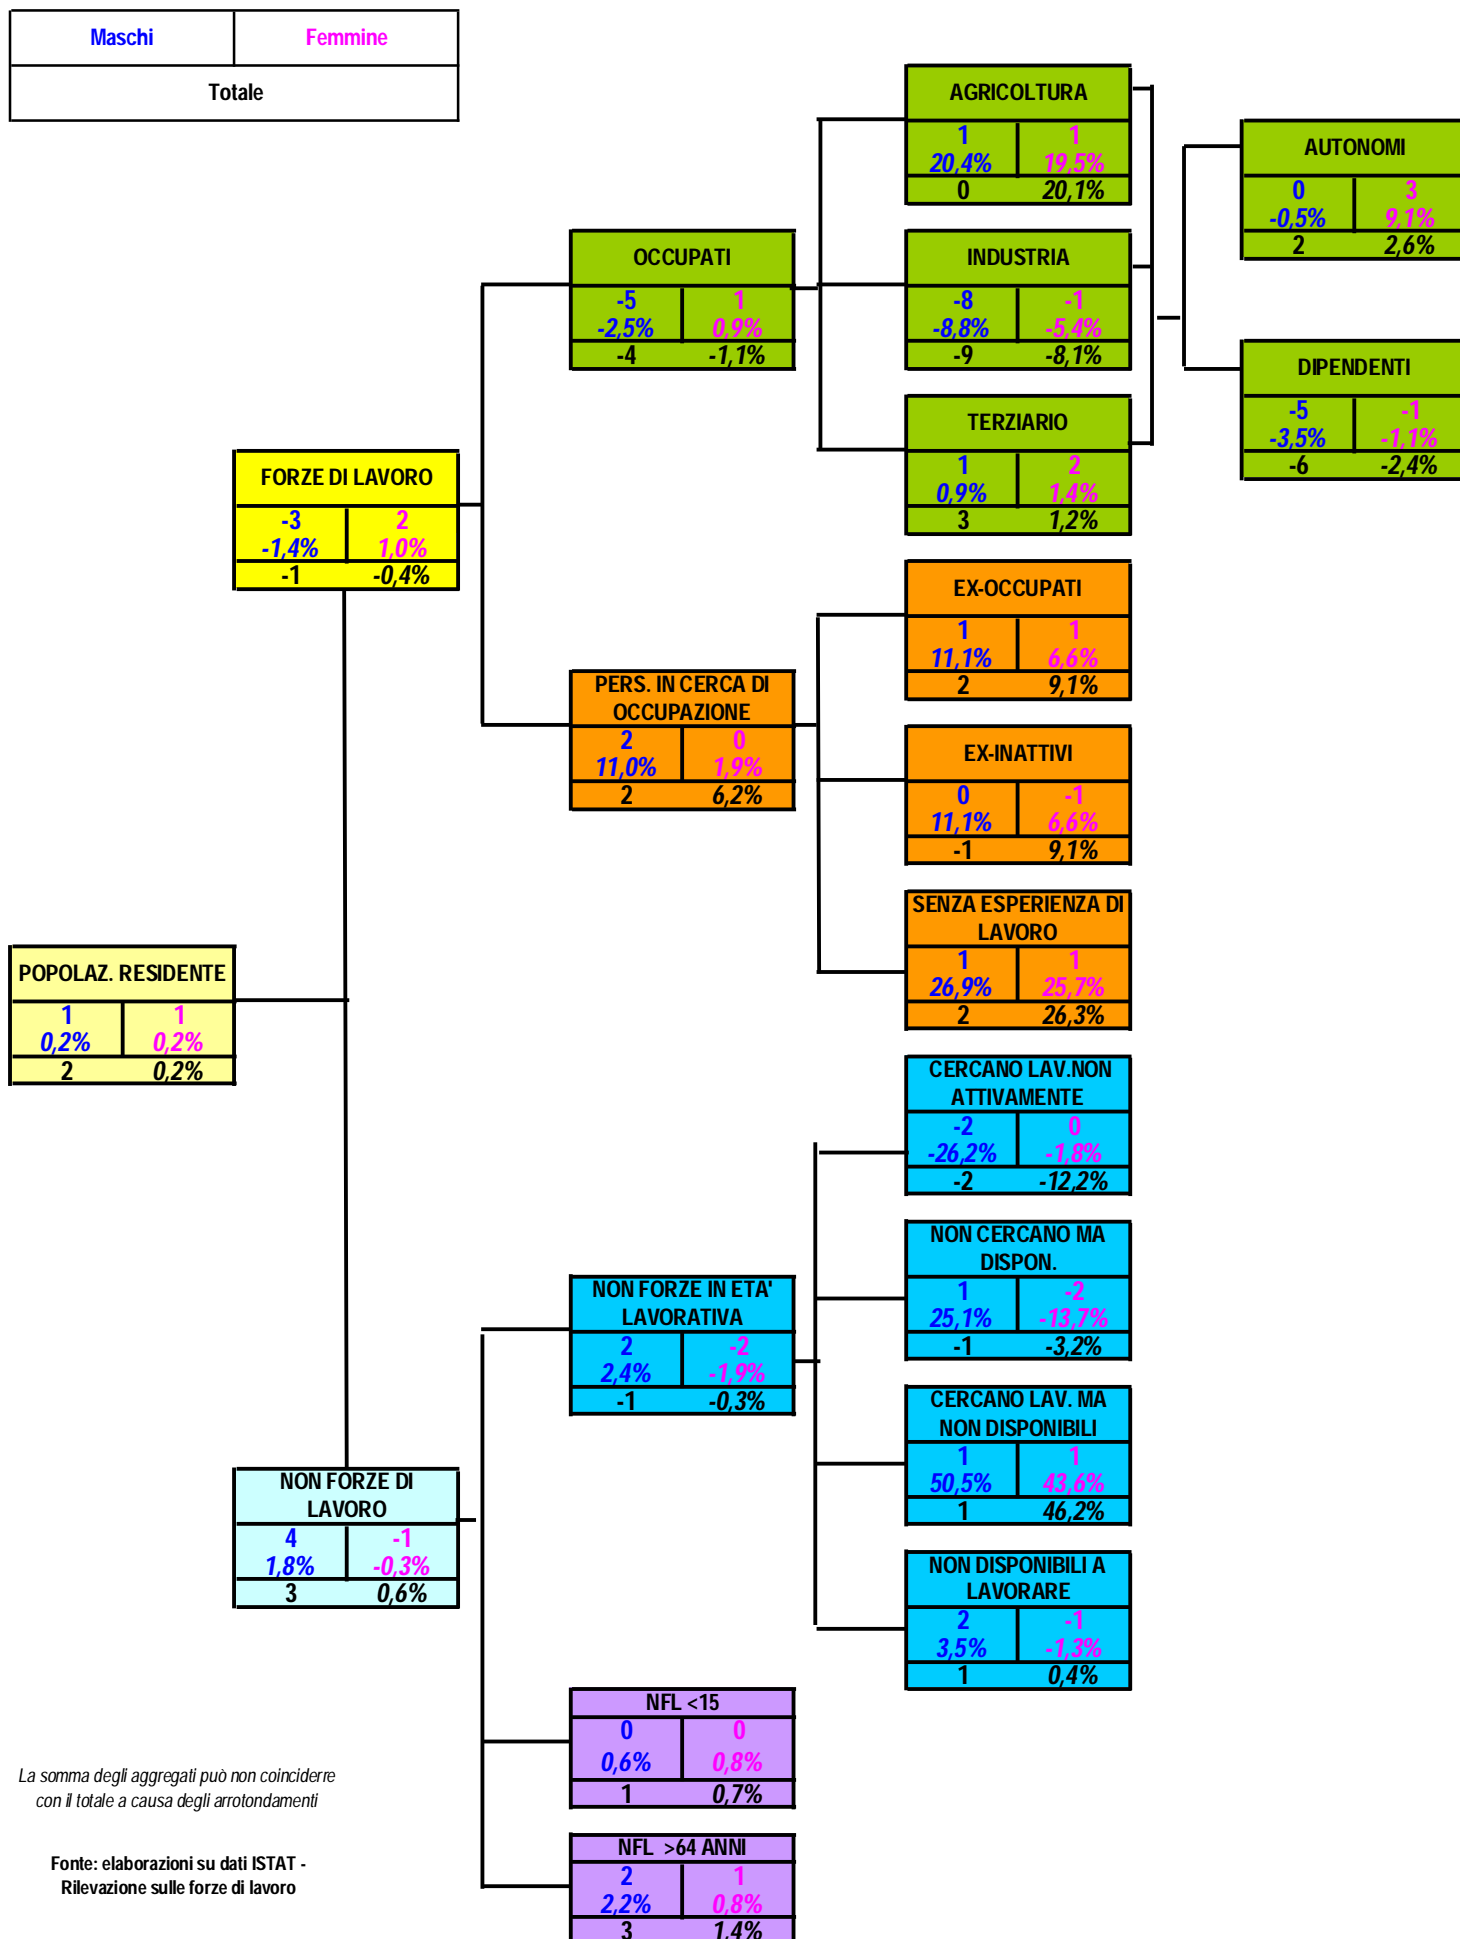 Maschi Femmine
Totale
AGRICOLTURA
1 1
20,4% 19,5%
0 20,1%
AUTONOMI
0 3
-0,5% 9,1%
2 2,6%
OCCUPATI
-5 1
-2,5% 0,9%
-4 -1,1%
INDUSTRIA
-8 -1
-8,8% -5,4%
-9 -8,1%
DIPENDENTI
-5 -1
-3,5% -1,1%
-6 -2,4%
TERZIARIO
1 2
0,9% 1,4%
3 1,2%
FORZE DI LAVORO
-3 2
-1,4% 1,0%
-1 -0,4%
EX-OCCUPATI
1 1
11,1% 6,6%
2 9,1%
PERS. IN CERCA DI
OCCUPAZIONE
2 0
11,0% 1,9%
2 6,2%
EX-INATTIVI
0 -1
11,1% 6,6%
-1 9,1%
SENZA ESPERIENZA DI
LAVORO
1 1
26,9% 25,7%
2 26,3%
POPOLAZ. RESIDENTE
1 1
0,2% 0,2%
2 0,2%
CERCANO LAV.NON
ATTIVAMENTE
-2 0
-26,2% -1,8%
-2 -12,2%
NON CERCANO MA
DISPON.
1 -2
25,1% -13,7%
-1 -3,2%
NON FORZE IN ETA'
LAVORATIVA
2 -2
2,4% -1,9%
-1 -0,3%
CERCANO LAV. MA
NON DISPONIBILI
1 1
50,5% 43,6%
1 46,2%
NON FORZE DI
LAVORO
4 -1
1,8% -0,3%
3 0,6%
NON DISPONIBILI A
LAVORARE
2 -1
3,5% -1,3%
1 0,4%
NFL <15
0 0
0,6% 0,8%
1 0,7%
La somma degli aggregati può non coinciderre
con il totale a causa degli arrotondamenti
NFL >64 ANNI
2 1
2,2% 0,8%
3 1,4%
Fonte: elaborazioni su dati ISTAT -
Rilevazione sulle forze di lavoro